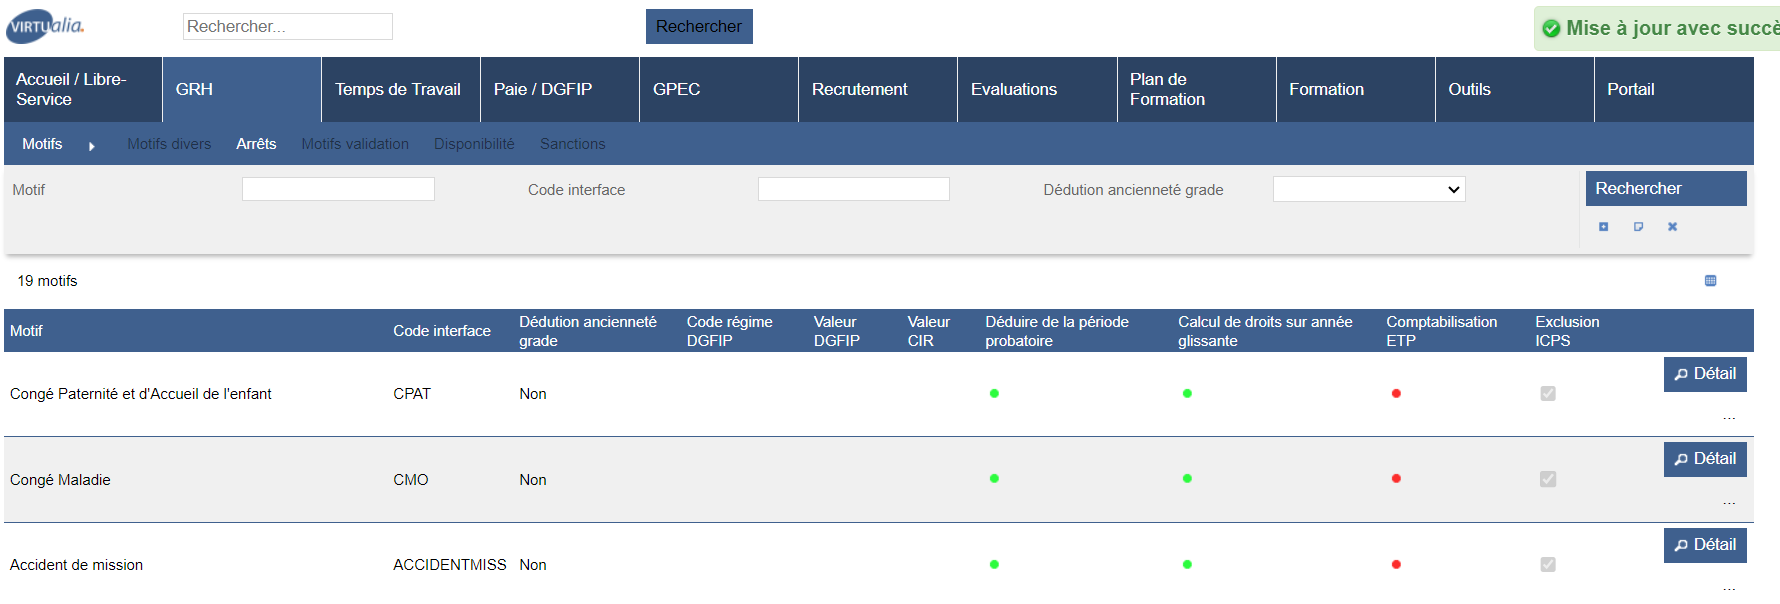 VIRTUalia.
Rechercher...
Rechercher
Mise à jour avec succè
Accueil / Libre-
Service
GRH
Temps de Travail
Paie / DGFIP
GPEC
Recrutement
Evaluations
Plan de
Formation
Formation
Outils
Portail
Motifs
Motifs divers
Arrêts
Motifs validation
Disponibilité
Sanctions
Motif
Code interface
Dédution ancienneté grade
Rechercher
19 motifs
Motif
Code interface
Dédution ancienneté
grade
Code régime
DGFIP
Valeur
DGFIP
Valeur
CIR
Déduire de la période
probatoire
Calcul de droits sur année
glissante
Comptabilisation
ETP
Exclusion
ICPS
Congé Paternité et d'Accueil de l'enfant
CPAT
Non
Détail
...
Congé Maladie
CMO
Non
Détail
...
Accident de mission
ACCIDENTMISS
Non
Détail
...